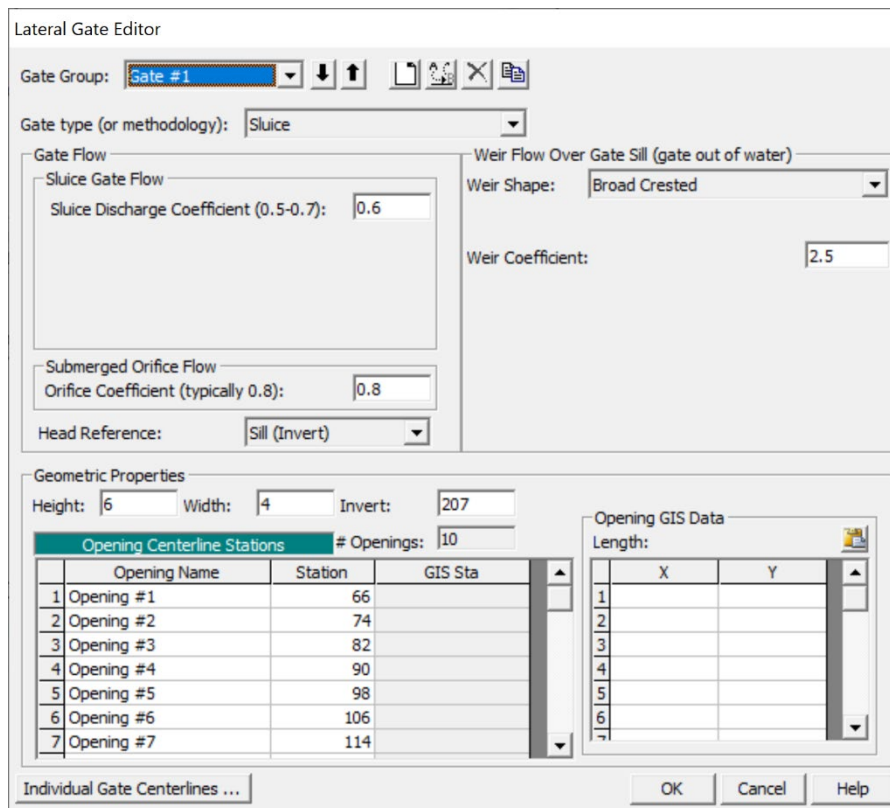 Lateral Gate Editor
Gate Group: Gate #1
Gate type (or methodology): Sluice
Gate Flow
Sluice Gate Flow
Sluice Discharge Coefficient (0.5-0.7): 0.6
Submerged Orifice Flow
Orifice Coefficient (typically 0.8): 0.8
Head Reference: Sill (Invert)
Weir Flow Over Gate Sill (gate out of water)
Weir Shape: Broad Crested
Weir Coefficient: 2.5
Geometric Properties
Height: 6 Width: 4 Invert: 207
Opening Centerline Stations # Openings: 10
Opening Name Station GIS Sta
1 Opening #1 66
2 Opening #2 74
3 Opening #3 82
4 Opening #4 90
5 Opening #5 98
6 Opening #6 106
7 Opening #7 114
Opening GIS Data
Length:
X Y
1
2
3
4
5
6
7
Individual Gate Centerlines ... OK Cancel Help